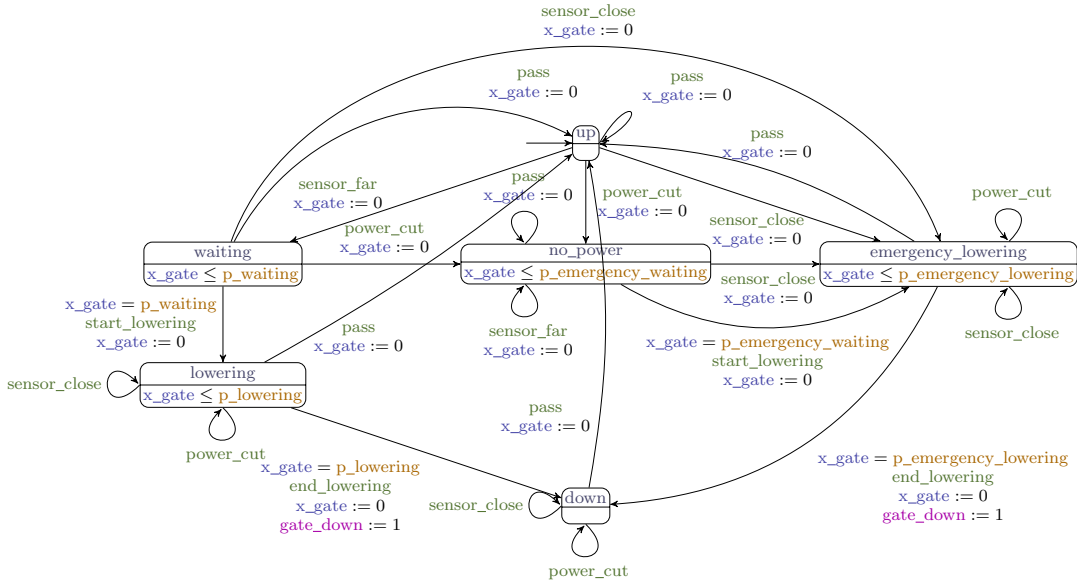 sensor_close
x_gate := 0
pass
x_gate := 0
pass
x_gate := 0
up
pass
x_gate := 0
sensor_far
x_gate := 0
pass
x_gate := 0
power_cut
x_gate := 0
power_cut
x_gate := 0
sensor_close
x_gate := 0
power_cut
waiting
x_gate ≤ p_waiting
no_power
x_gate ≤ p_emergency_waiting
emergency_lowering
x_gate ≤ p_emergency_lowering
sensor_close
x_gate := 0
x_gate = p_waiting
start_lowering
x_gate := 0
pass
x_gate := 0
sensor_far
x_gate := 0
x_gate = p_emergency_waiting
start_lowering
x_gate := 0
sensor_close
sensor_close
lowering
x_gate ≤ p_lowering
power_cut
pass
x_gate := 0
x_gate = p_lowering
end_lowering
x_gate := 0
gate_down := 1
x_gate = p_emergency_lowering
end_lowering
x_gate := 0
gate_down := 1
sensor_close
down
power_cut